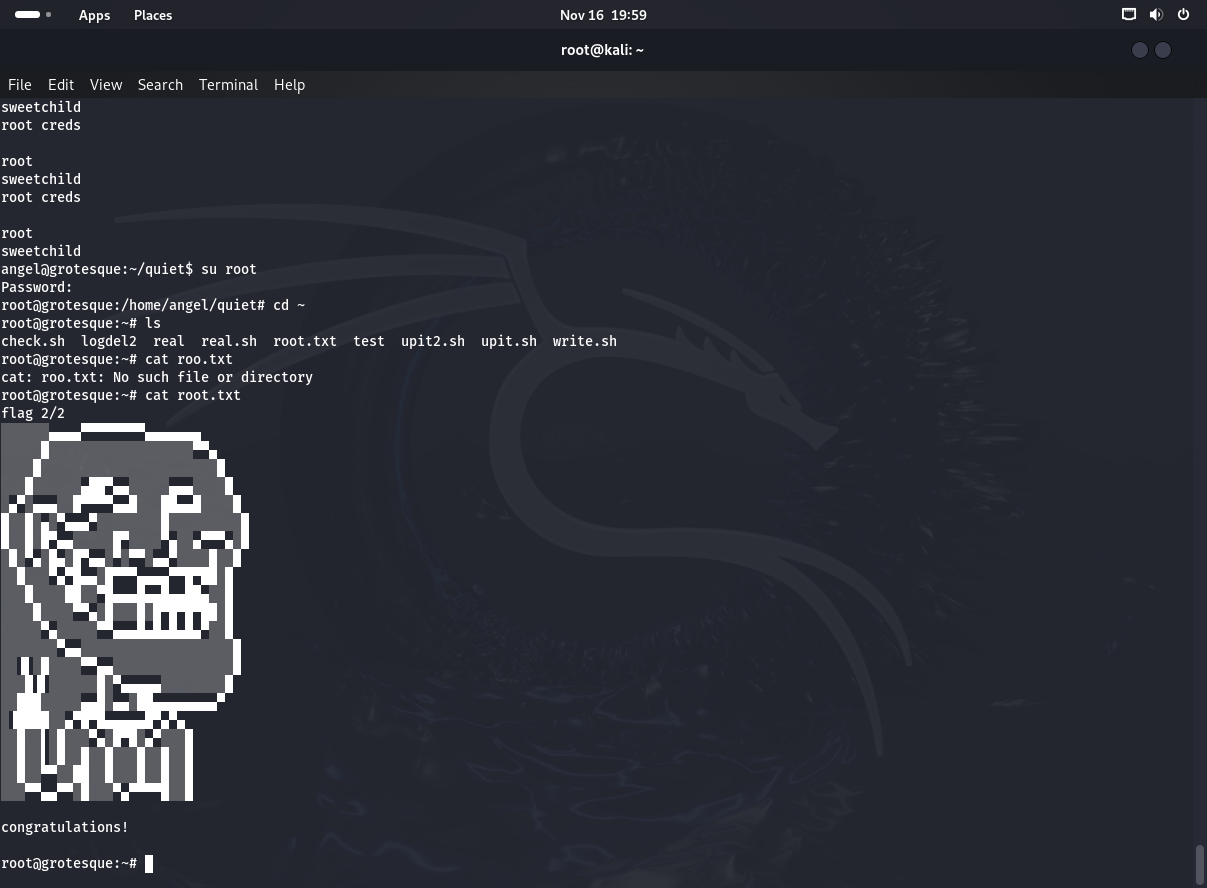 Apps Places Nov 16 19:59
root@kali: ~
File Edit View Search Terminal Help
sweetchild
root creds
root
sweetchild
root creds
root
sweetchild
angel@grotesque:~/quiet$ su root
Password:
root@grotesque:/home/angel/quiet# cd ~
root@grotesque:~# ls
check.sh logdel2 real real.sh root.txt test upit2.sh upit.sh write.sh
root@grotesque:~# cat roo.txt
cat: roo.txt: No such file or directory
root@grotesque:~# cat root.txt
flag 2/2
congratulations!
root@grotesque:~#